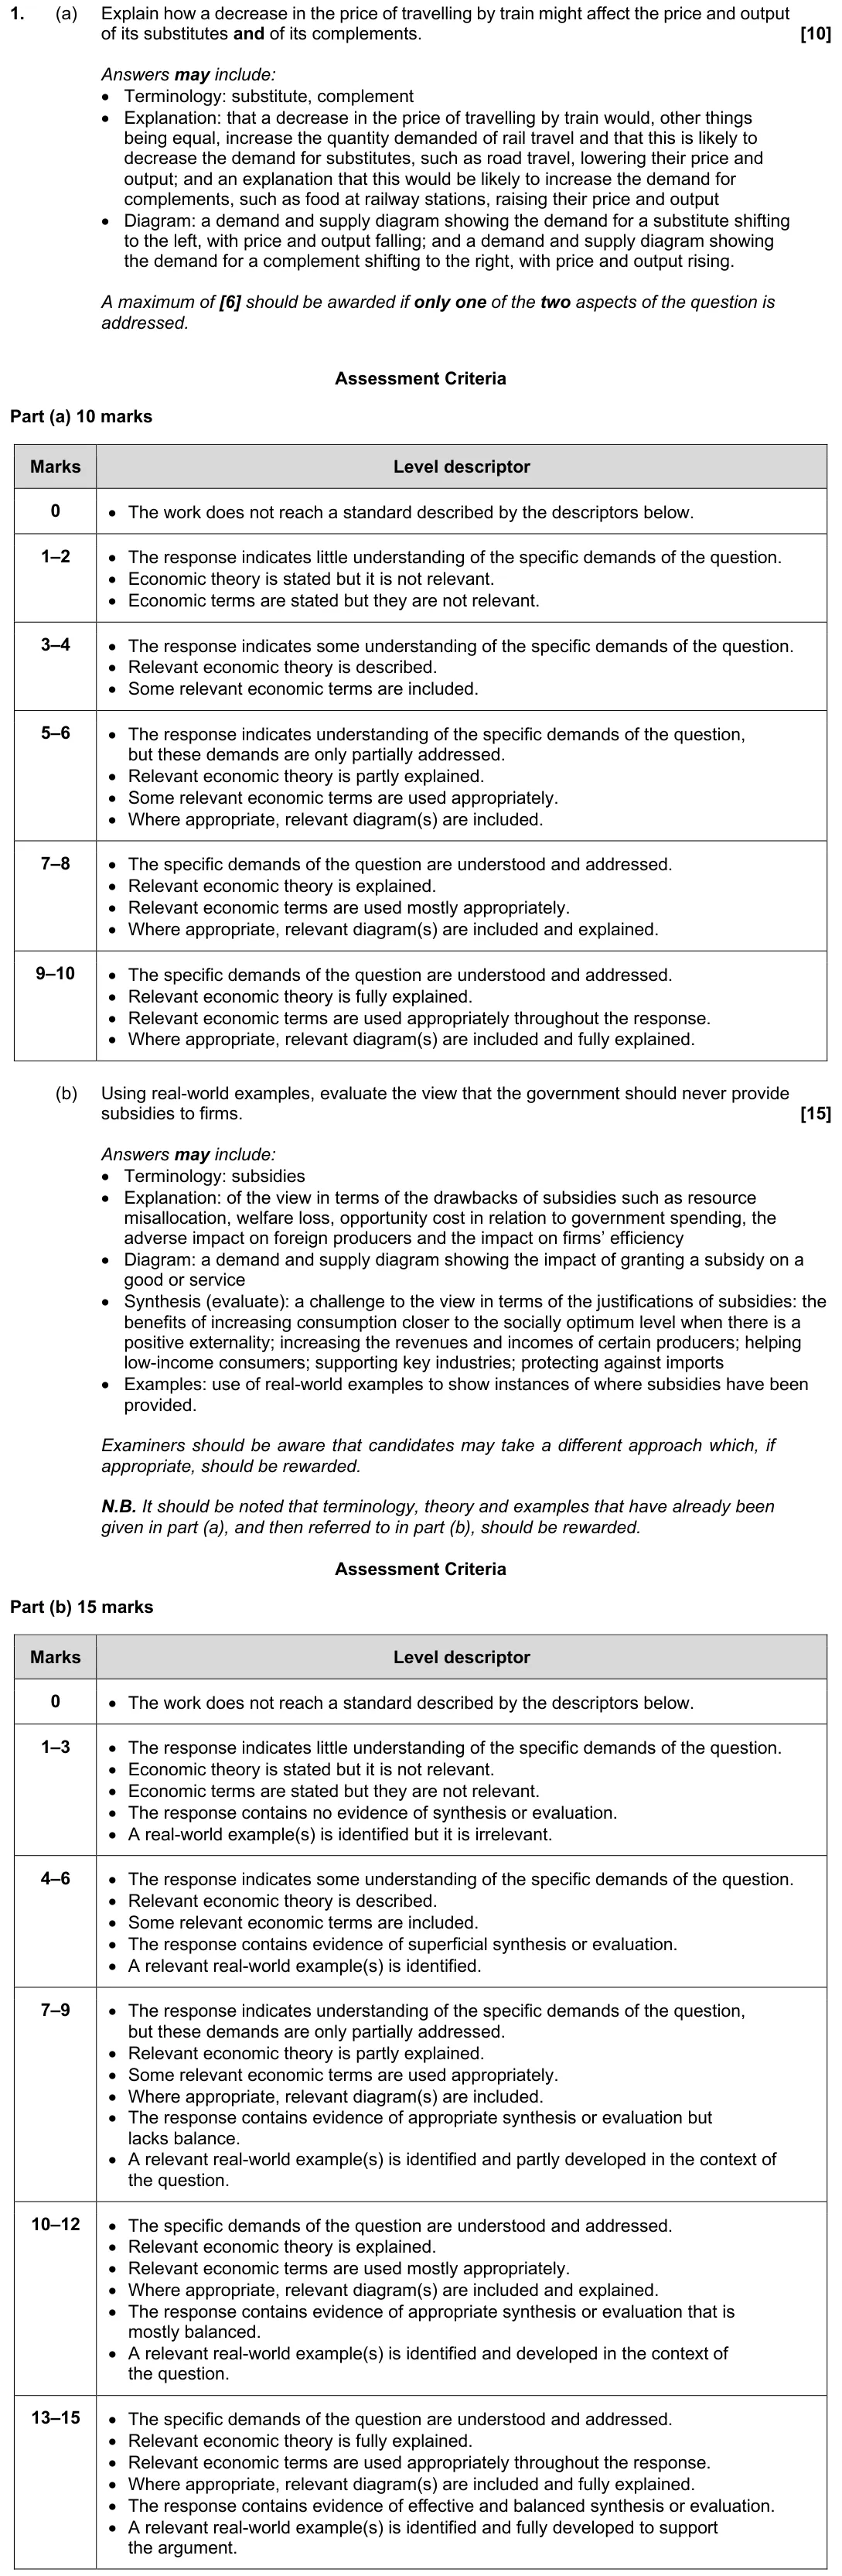 1. (a) Explain how a decrease in the price of travelling by train might affect the price and output
of its substitutes and of its complements. [10]
Answers may include:
• Terminology: substitute, complement
• Explanation: that a decrease in the price of travelling by train would, other things
being equal, increase the quantity demanded of rail travel and that this is likely to
decrease the demand for substitutes, such as road travel, lowering their price and
output; and an explanation that this would be likely to increase the demand for
complements, such as food at railway stations, raising their price and output
• Diagram: a demand and supply diagram showing the demand for a substitute shifting
to the left, with price and output falling; and a demand and supply diagram showing
the demand for a complement shifting to the right, with price and output rising.
A maximum of [6] should be awarded if only one of the two aspects of the question is
addressed.
Assessment Criteria
Part (a) 10 marks
Marks Level descriptor
0 • The work does not reach a standard described by the descriptors below.
1–2 • The response indicates little understanding of the specific demands of the question.
• Economic theory is stated but it is not relevant.
• Economic terms are stated but they are not relevant.
3–4 • The response indicates some understanding of the specific demands of the question.
• Relevant economic theory is described.
• Some relevant economic terms are included.
5–6 • The response indicates understanding of the specific demands of the question,
but these demands are only partially addressed.
• Relevant economic theory is partly explained.
• Some relevant economic terms are used appropriately.
• Where appropriate, relevant diagram(s) are included.
7–8 • The specific demands of the question are understood and addressed.
• Relevant economic theory is explained.
• Relevant economic terms are used mostly appropriately.
• Where appropriate, relevant diagram(s) are included and explained.
9–10 • The specific demands of the question are understood and addressed.
• Relevant economic theory is fully explained.
• Relevant economic terms are used appropriately throughout the response.
• Where appropriate, relevant diagram(s) are included and fully explained.
(b) Using real-world examples, evaluate the view that the government should never provide
subsidies to firms. [15]
Answers may include:
• Terminology: subsidies
• Explanation: of the view in terms of the drawbacks of subsidies such as resource
misallocation, welfare loss, opportunity cost in relation to government spending, the
adverse impact on foreign producers and the impact on firms' efficiency
• Diagram: a demand and supply diagram showing the impact of granting a subsidy on a
good or service
• Synthesis (evaluate): a challenge to the view in terms of the justifications of subsidies: the
benefits of increasing consumption closer to the socially optimum level when there is a
positive externality; increasing the revenues and incomes of certain producers; helping
low-income consumers; supporting key industries; protecting against imports
• Examples: use of real-world examples to show instances of where subsidies have been
provided.
Examiners should be aware that candidates may take a different approach which, if
appropriate, should be rewarded.
N.B. It should be noted that terminology, theory and examples that have already been
given in part (a), and then referred to in part (b), should be rewarded.
Assessment Criteria
Part (b) 15 marks
Marks Level descriptor
0 • The work does not reach a standard described by the descriptors below.
1–3 • The response indicates little understanding of the specific demands of the question.
• Economic theory is stated but it is not relevant.
• Economic terms are stated but they are not relevant.
• The response contains no evidence of synthesis or evaluation.
• A real-world example(s) is identified but it is irrelevant.
4–6 • The response indicates some understanding of the specific demands of the question.
• Relevant economic theory is described.
• Some relevant economic terms are included.
• The response contains evidence of superficial synthesis or evaluation.
• A relevant real-world example(s) is identified.
7–9 • The response indicates understanding of the specific demands of the question,
but these demands are only partially addressed.
• Relevant economic theory is partly explained.
• Some relevant economic terms are used appropriately.
• Where appropriate, relevant diagram(s) are included.
• The response contains evidence of appropriate synthesis or evaluation but
lacks balance.
• A relevant real-world example(s) is identified and partly developed in the context of
the question.
10–12 • The specific demands of the question are understood and addressed.
• Relevant economic theory is explained.
• Relevant economic terms are used mostly appropriately.
• Where appropriate, relevant diagram(s) are included and explained.
• The response contains evidence of appropriate synthesis or evaluation that is
mostly balanced.
• A relevant real-world example(s) is identified and developed in the context of
the question.
13–15 • The specific demands of the question are understood and addressed.
• Relevant economic theory is fully explained.
• Relevant economic terms are used appropriately throughout the response.
• Where appropriate, relevant diagram(s) are included and fully explained.
• The response contains evidence of effective and balanced synthesis or evaluation.
• A relevant real-world example(s) is identified and fully developed to support
the argument.